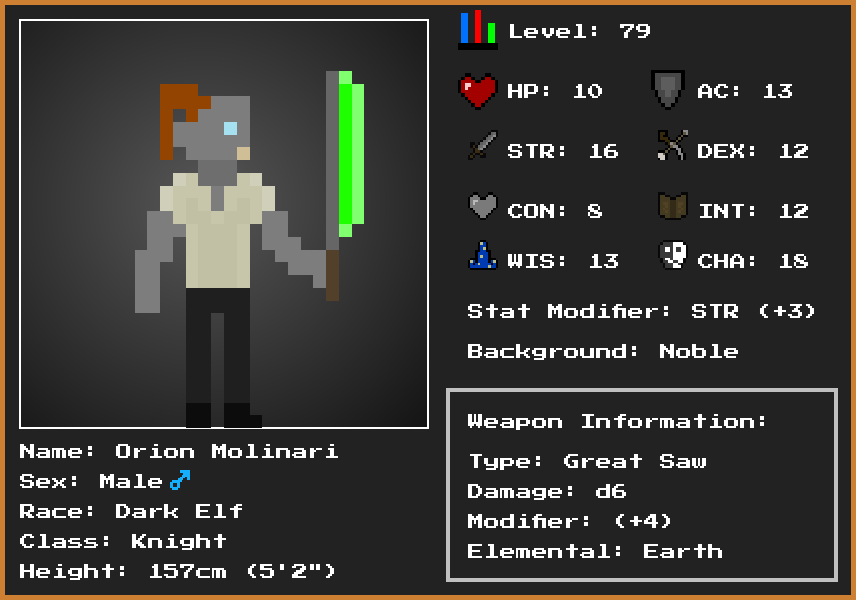 Level: 79
HP: 10
AC: 13
STR: 16
DEX: 12
CON: 8
INT: 12
WIS: 13
CHA: 18
Stat Modifier: STR (+3)
Background: Noble
Weapon Information:
Type: Great Saw
Damage: d6
Modifier: (+4)
Elemental: Earth
Name: Orion Molinari
Sex: Male♂
Race: Dark Elf
Class: Knight
Height: 157cm (5'2")